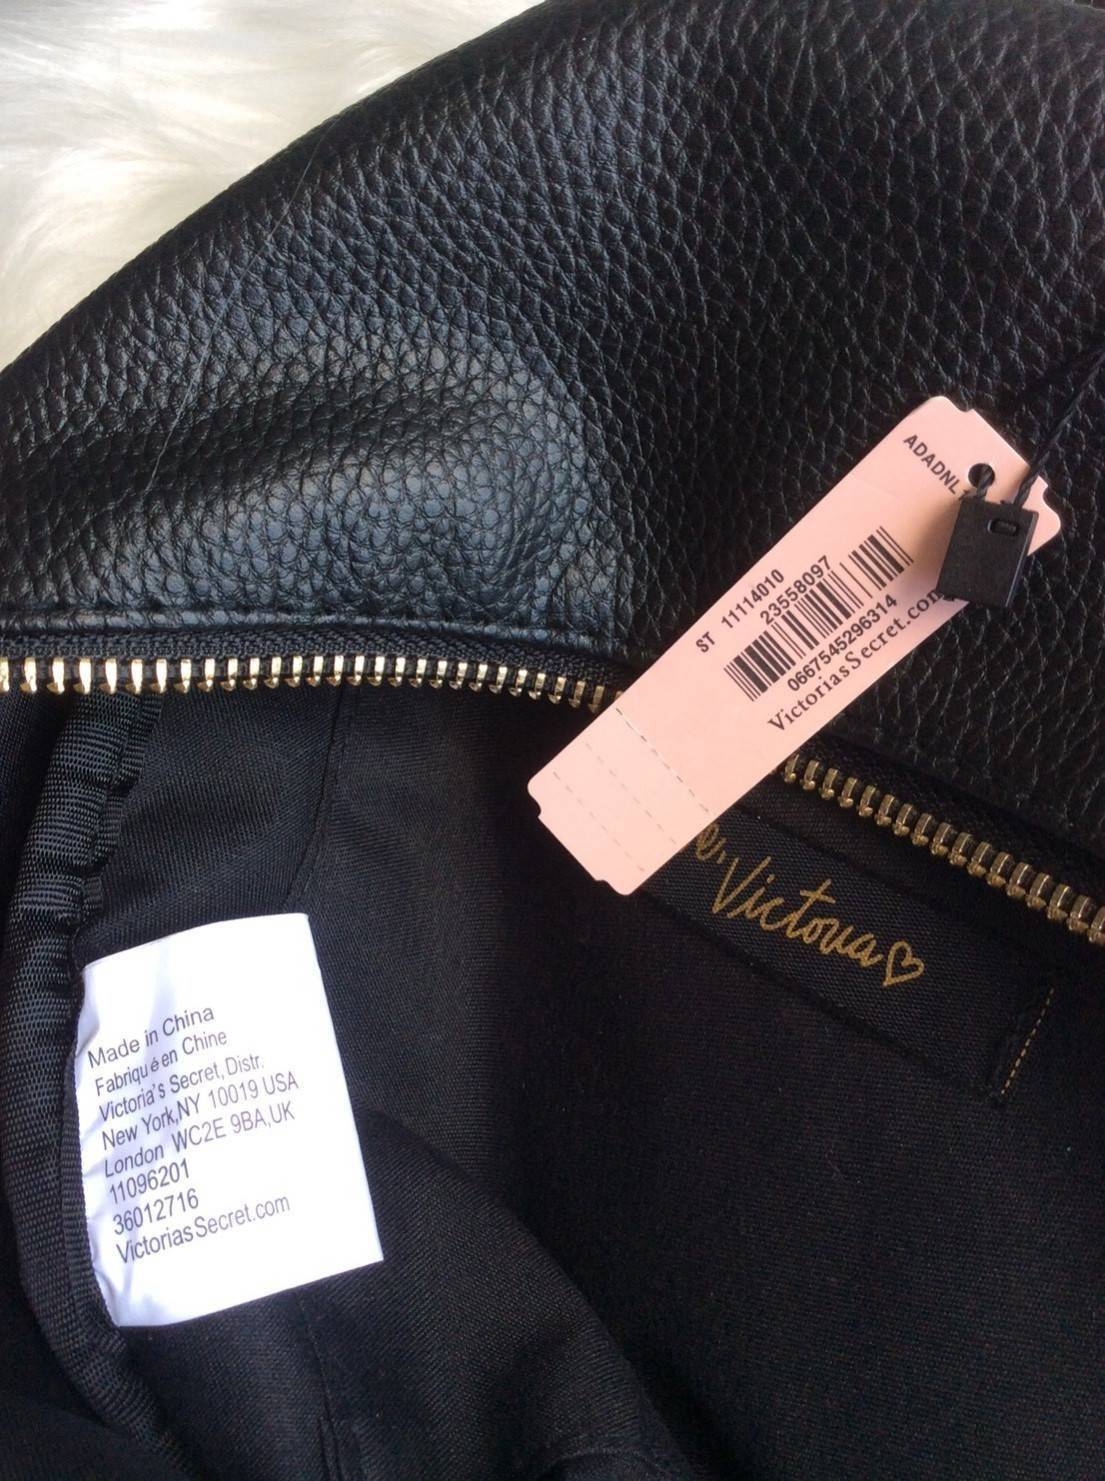 ADADNL
ST 11114010
23558097
0667545296314
VictoriasSecret.com
Victoria♡
Made in China
Fabriqué en Chine
Victoria's Secret, Distr.
New York,NY 10019 USA
London WC2E 9BA,UK
11096201
36012716
VictoriasSecret.com